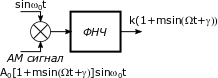 sinω₀t
ФНЧ
k(1+msin(Ωt+γ))
АМ сигнал
A₀[1+msin(Ωt+γ)]sinω₀t